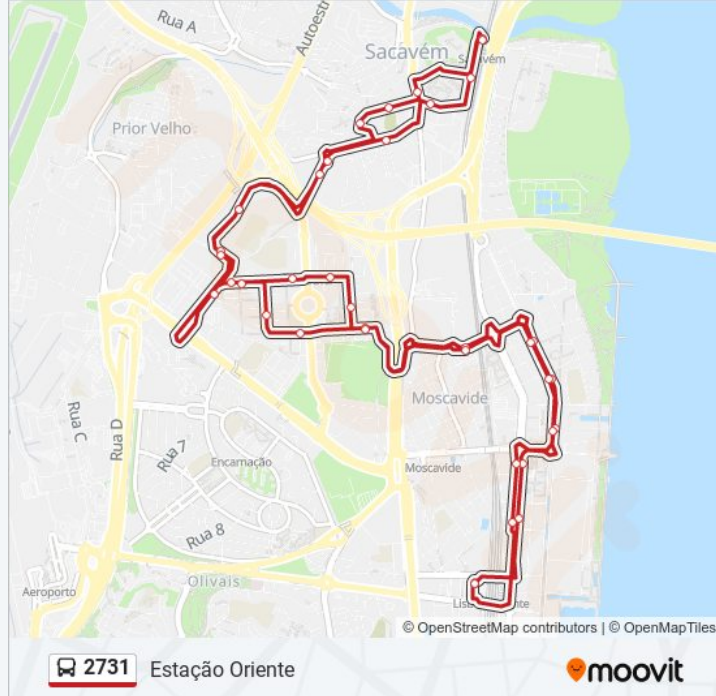 Rua A
Autoest
Sacavém
Sacavém
Prior Velho
Moscavide
Rua C
Rua D
Rua 7
Encarnação
Moscavide
Rua 8
Olivais
Aeroporto
© OpenStreetMap contributors | © OpenMapTiles
2731 Estação Oriente
moovit